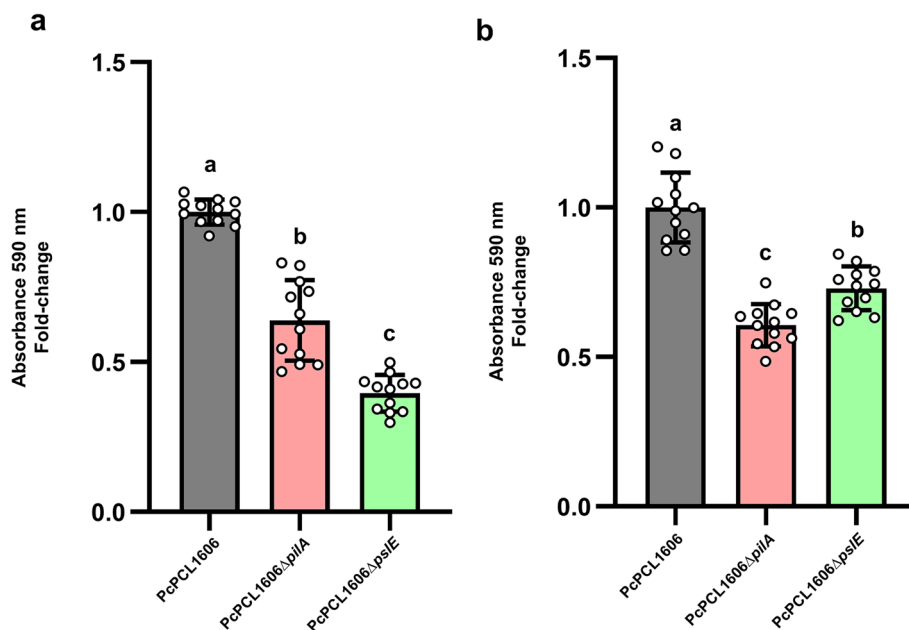 a
Absorbance 590 nm
Fold-change
1.5
1.0
0.5
0.0
a
b
c
PcPCL1606
PcPCL1606ΔpilA
PcPCL1606ΔpslE
b
Absorbance 590 nm
Fold-change
1.5
1.0
0.5
0.0
a
c
b
PcPCL1606
PcPCL1606ΔpilA
PcPCL1606ΔpslE